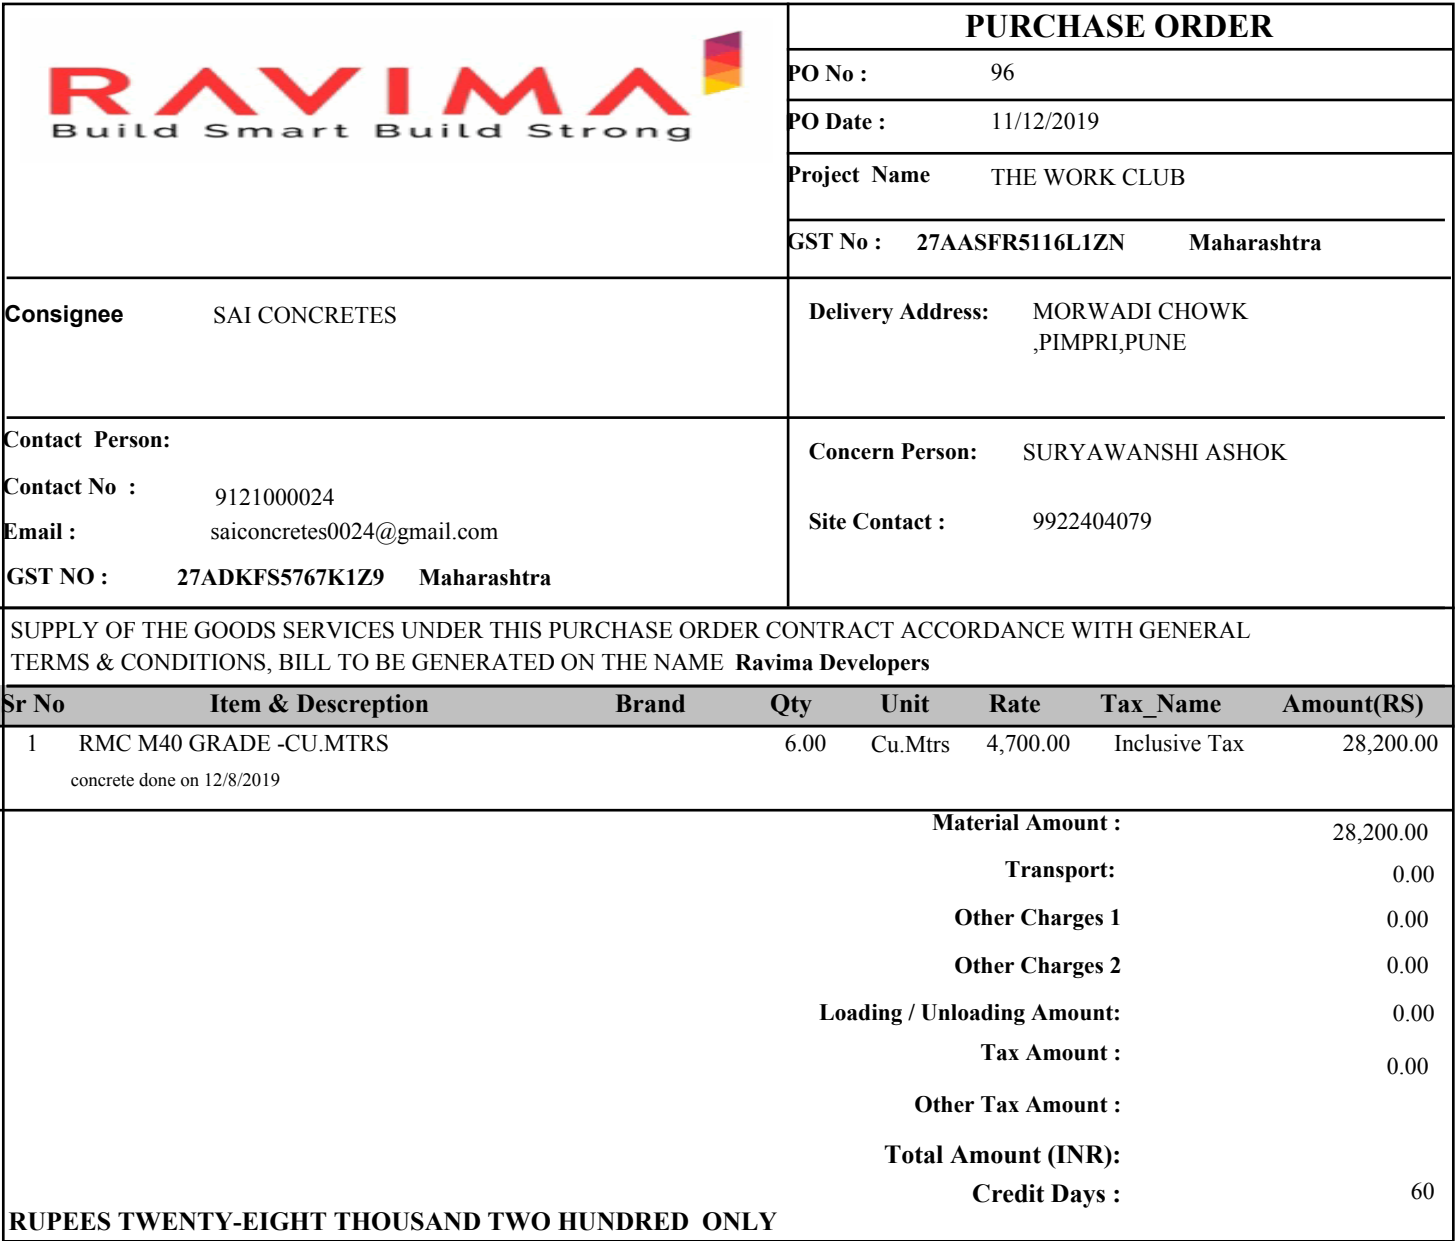 RAVIMA
Build Smart Build Strong
PURCHASE ORDER
PO No : 96
PO Date : 11/12/2019
Project Name THE WORK CLUB
GST No : 27AASFR5116L1ZN Maharashtra
Consignee SAI CONCRETES
Delivery Address: MORWADI CHOWK
,PIMPRI,PUNE
Contact Person:
Contact No : 9121000024
Email : saiconcretes0024@gmail.com
GST NO : 27ADKFS5767K1Z9 Maharashtra
Concern Person: SURYAWANSHI ASHOK
Site Contact : 9922404079
SUPPLY OF THE GOODS SERVICES UNDER THIS PURCHASE ORDER CONTRACT ACCORDANCE WITH GENERAL
TERMS & CONDITIONS, BILL TO BE GENERATED ON THE NAME Ravima Developers
Sr No Item & Descreption Brand Qty Unit Rate Tax_Name Amount(RS)
1 RMC M40 GRADE -CU.MTRS 6.00 Cu.Mtrs 4,700.00 Inclusive Tax 28,200.00
concrete done on 12/8/2019
Material Amount : 28,200.00
Transport: 0.00
Other Charges 1 0.00
Other Charges 2 0.00
Loading / Unloading Amount: 0.00
Tax Amount : 0.00
Other Tax Amount :
Total Amount (INR):
Credit Days : 60
RUPEES TWENTY-EIGHT THOUSAND TWO HUNDRED ONLY